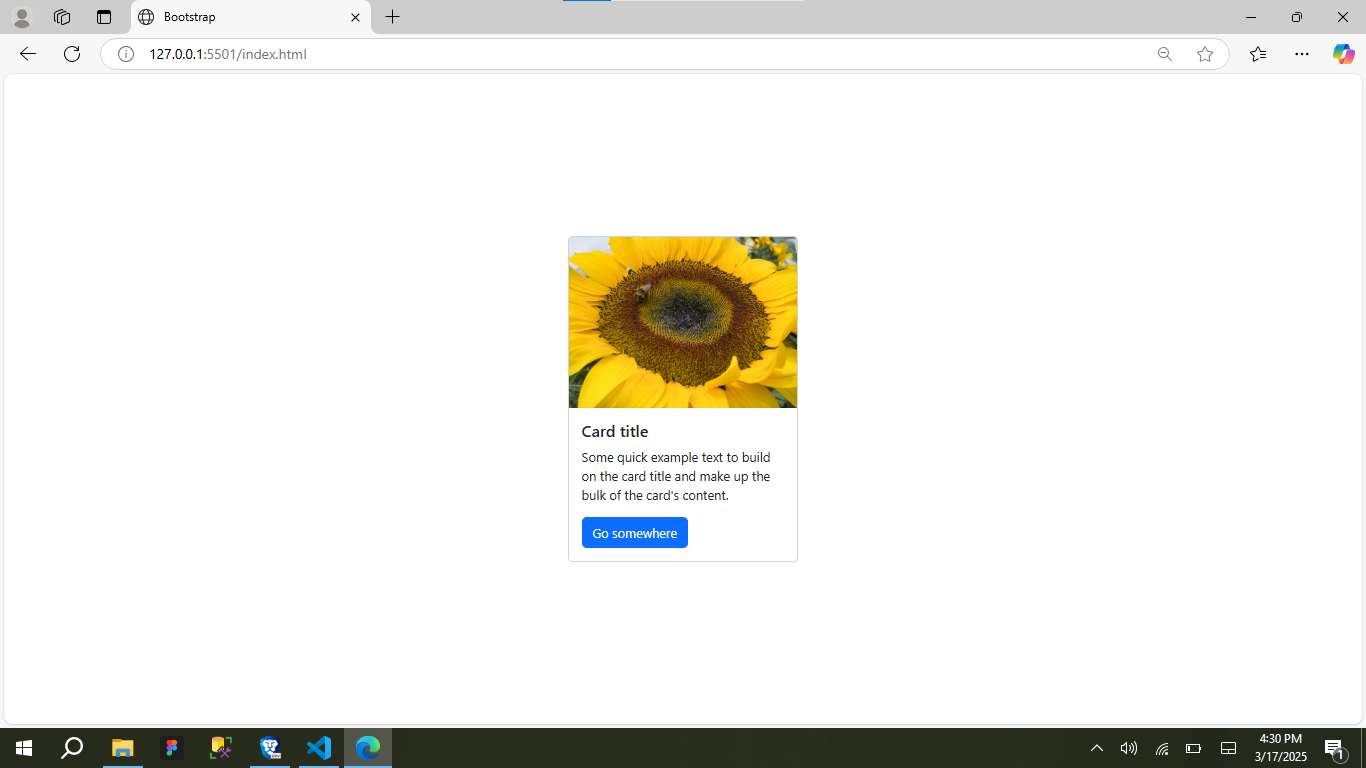 Bootstrap
127.0.0.1:5501/index.html
Card title
Some quick example text to build
on the card title and make up the
bulk of the card's content.
Go somewhere
4:30 PM
3/17/2025
1